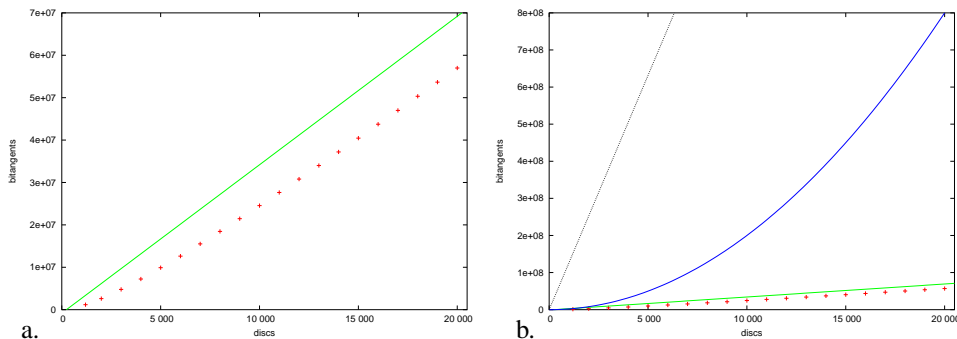 7e+07
6e+07
5e+07
4e+07
3e+07
2e+07
1e+07
0
bitangents
0 5 000 10 000 15 000 20 000
discs
a.
8e+08
7e+08
6e+08
5e+08
4e+08
3e+08
2e+08
1e+08
0
bitangents
0 5 000 10 000 15 000 20 000
discs
b.